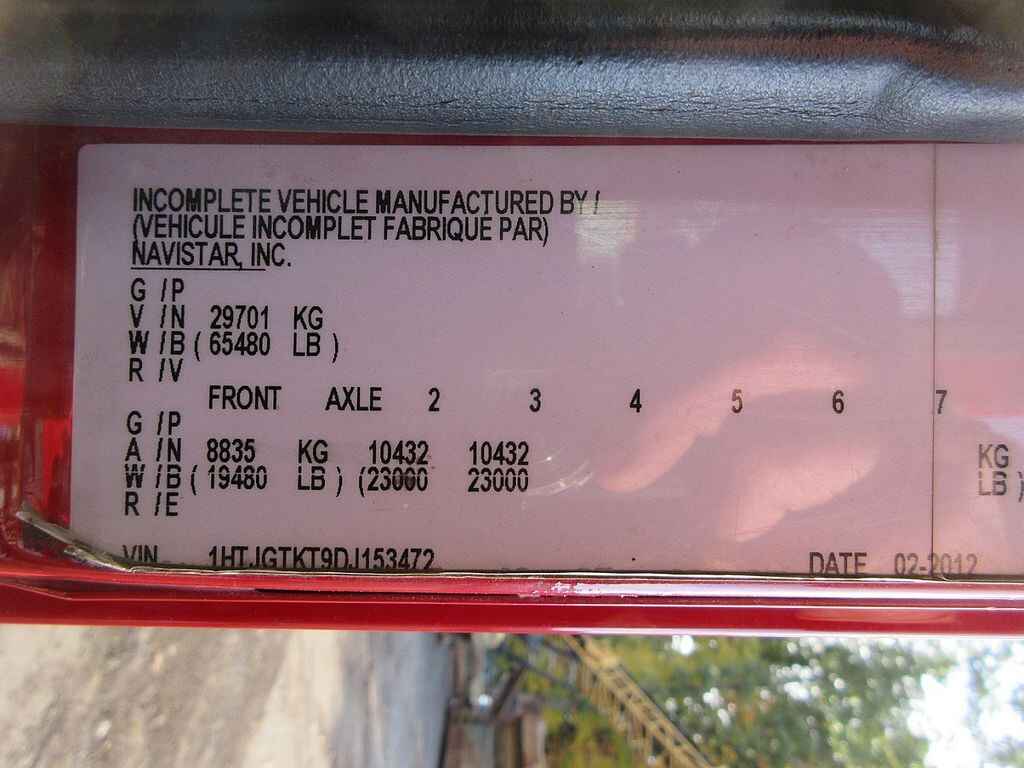 INCOMPLETE VEHICLE MANUFACTURED BY /
(VEHICULE INCOMPLET FABRIQUE PAR)
NAVISTAR, INC.
G /P
V /N 29701 KG
W /B ( 65480 LB )
R /V
FRONT AXLE 2 3 4 5 6 7
G /P
A /N 8835 KG 10432 10432 KG
W /B ( 19480 LB ) (23000 23000 LB )
R /E
VIN 1HTJGTKT9DJ153472 DATE 02-2012